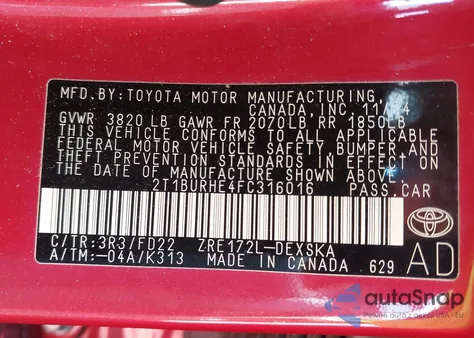 MFD. BY: TOYOTA MOTOR MANUFACTURING,
CANADA, INC. 11/14
GVWR 3820 LB GAWR FR 2070LB RR 1850LB
THIS VEHICLE CONFORMS TO ALL APPLICABLE
FEDERAL MOTOR VEHICLE SAFETY, BUMPER, AND
THEFT PREVENTION STANDARDS IN EFFECT ON
THE DATE OF MANUFACTURE SHOWN ABOVE.
2T1BURHE4FC316016 PASS. CAR
C/TR: 3R3/FD22 ZRE172L-DEXSKA
A/TM: -04A/K313 MADE IN CANADA 629
AD
autaSnap